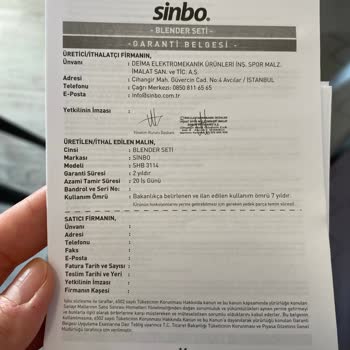 sinbo®
- BLENDER SETİ -
- GARANTİ BELGESİ -
ÜRETİCİ/İTHALATÇI FİRMANIN,
Ünvanı : DEIMA ELEKTROMEKANİK ÜRÜNLERİ İNŞ. SPOR MALZ. İMALAT SAN. ve TİC. A.Ş.
Adresi : Cihangir Mah. Güvercin Cad. No:4 Avcılar / İSTANBUL
Telefonu : Çağrı Merkezi: 0850 811 65 65
E-Posta : info@sinbo.com.tr
Yetkilinin İmzası :
Yönetim Kurulu Başkanı
ÜRETİLEN/İTHAL EDİLEN MALIN,
Cinsi : BLENDER SETİ
Markası : SİNBO
Modeli : SHB 3114
Garanti Süresi : 2 yıldır
Azami Tamir Süresi : 20 İş Günü
Bandrol ve Seri No:
Kullanım Ömrü : Bakanlıkça belirlenen ve ilan edilen kullanım ömrü 7 yıldır.
SATICI FİRMANIN,
Ünvanı :
Adresi :
Telefonu :
Faks :
E-Posta :
Fatura Tarih ve Sayısı :
Teslim Tarihi ve Yeri :
Yetkilinin İmzası :
Firmanın Kaşesi :